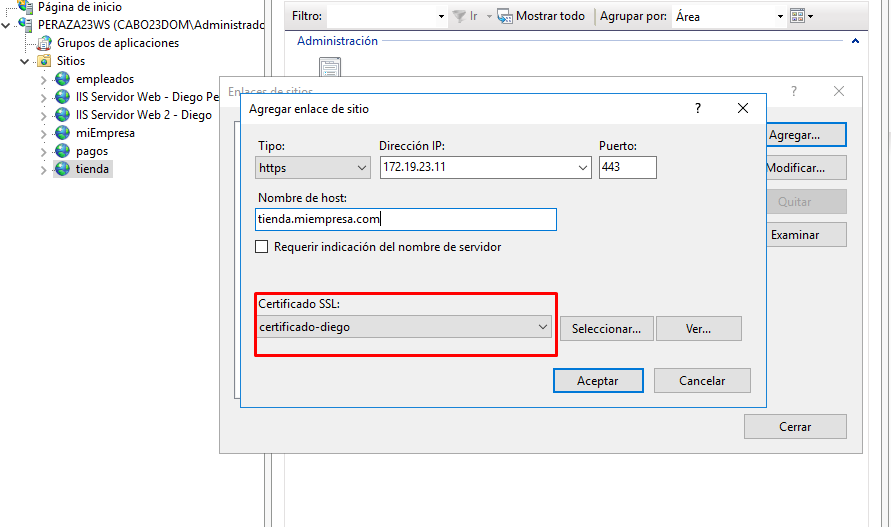 Página de inicio
PERAZA23WS (CABO23DOM\Administrado
Grupos de aplicaciones
Sitios
empleados
IIS Servidor Web - Diego Pe
IIS Servidor Web 2 - Diego
miEmpresa
pagos
tienda
Filtro: Ir Mostrar todo Agrupar por: Área
Administración
Enlaces de sitios ?
Agregar enlace de sitio ?
Tipo: Dirección IP: Puerto:
https 172.19.23.11 443
Nombre de host:
tienda.miempresa.com
Requerir indicación del nombre de servidor
Certificado SSL:
certificado-diego Seleccionar... Ver...
Aceptar Cancelar
Agregar...
Modificar...
Quitar
Examinar
Cerrar